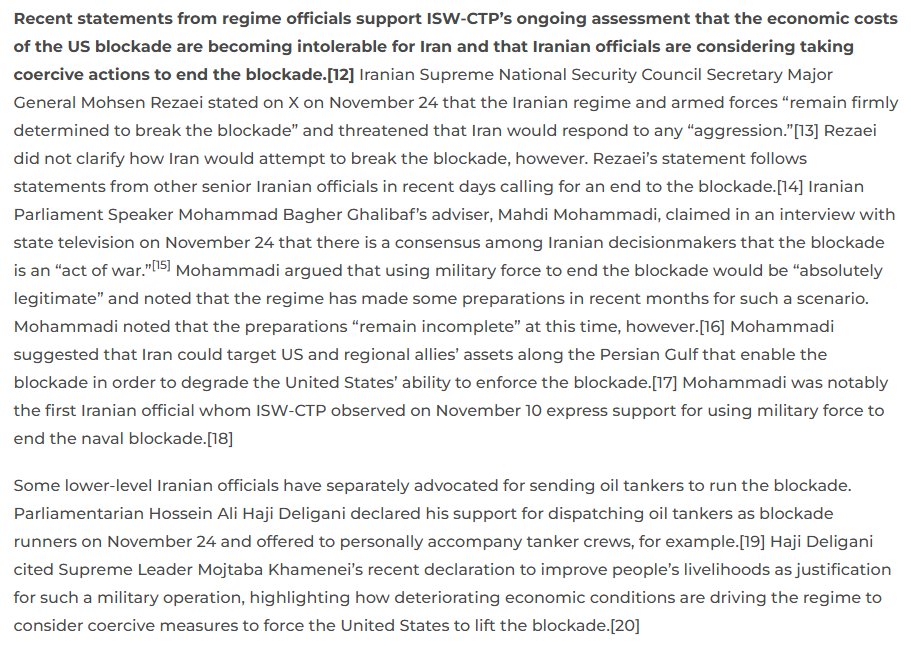 Recent statements from regime officials support ISW-CTP’s ongoing assessment that the economic costs
of the US blockade are becoming intolerable for Iran and that Iranian officials are considering taking
coercive actions to end the blockade.[12] Iranian Supreme National Security Council Secretary Major
General Mohsen Rezaei stated on X on November 24 that the Iranian regime and armed forces “remain firmly
determined to break the blockade” and threatened that Iran would respond to any “aggression.”[13] Rezaei
did not clarify how Iran would attempt to break the blockade, however. Rezaei’s statement follows
statements from other senior Iranian officials in recent days calling for an end to the blockade.[14] Iranian
Parliament Speaker Mohammad Bagher Ghalibaf’s adviser, Mahdi Mohammadi, claimed in an interview with
state television on November 24 that there is a consensus among Iranian decisionmakers that the blockade
is an “act of war.”[15] Mohammadi argued that using military force to end the blockade would be “absolutely
legitimate” and noted that the regime has made some preparations in recent months for such a scenario.
Mohammadi noted that the preparations “remain incomplete” at this time, however.[16] Mohammadi
suggested that Iran could target US and regional allies’ assets along the Persian Gulf that enable the
blockade in order to degrade the United States’ ability to enforce the blockade.[17] Mohammadi was notably
the first Iranian official whom ISW-CTP observed on November 10 express support for using military force to
end the naval blockade.[18]
Some lower-level Iranian officials have separately advocated for sending oil tankers to run the blockade.
Parliamentarian Hossein Ali Haji Deligani declared his support for dispatching oil tankers as blockade
runners on November 24 and offered to personally accompany tanker crews, for example.[19] Haji Deligani
cited Supreme Leader Mojtaba Khamenei’s recent declaration to improve people’s livelihoods as justification
for such a military operation, highlighting how deteriorating economic conditions are driving the regime to
consider coercive measures to force the United States to lift the blockade.[20]